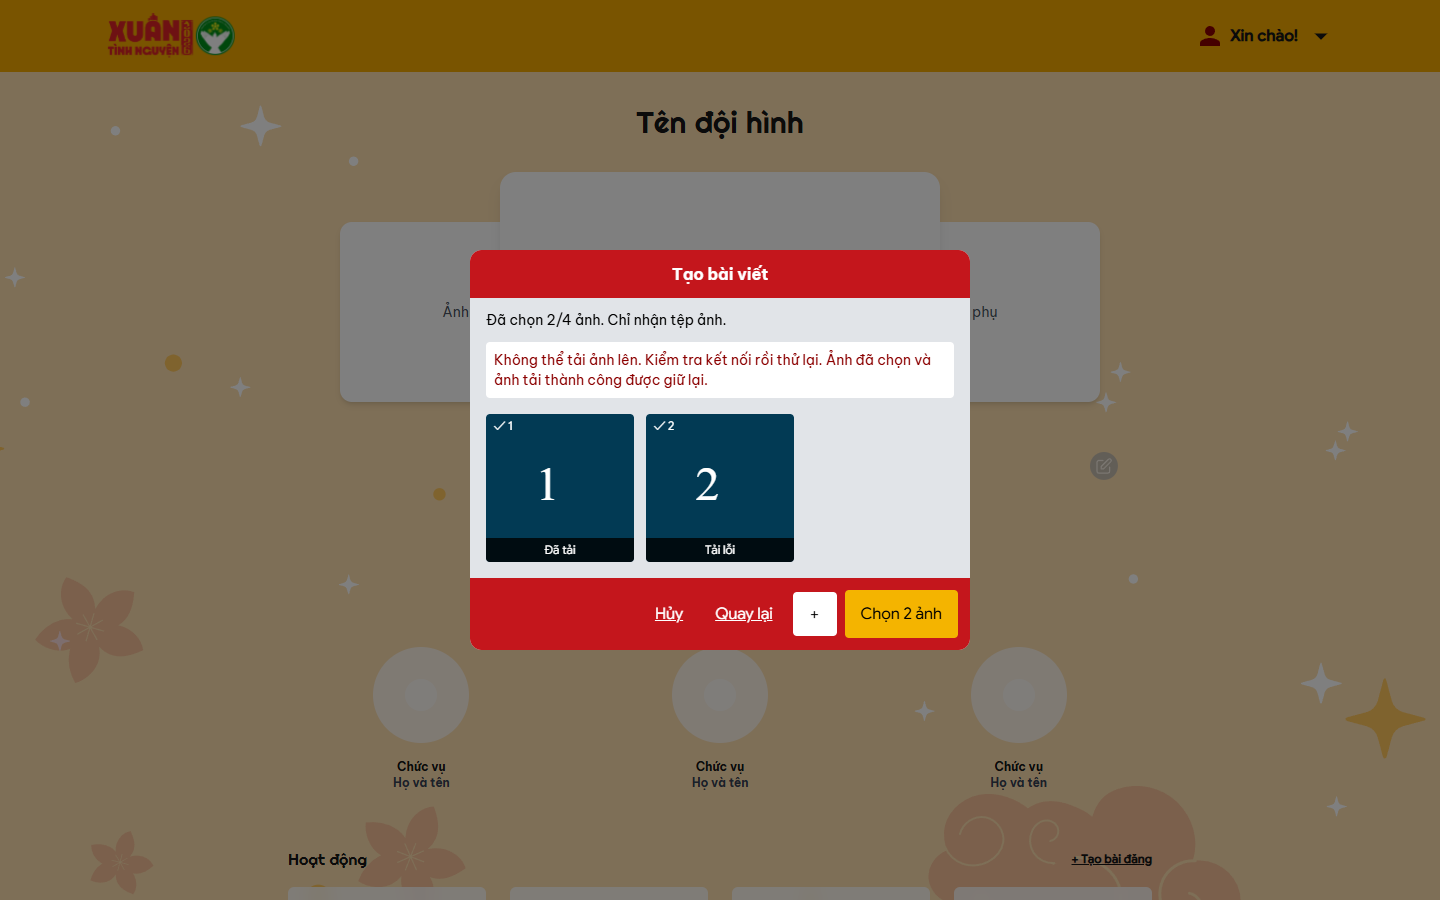 XUÂN
TÌNH NGUYỆN
Xin chào!
Tên đội hình
Tạo bài viết
Đã chọn 2/4 ảnh. Chỉ nhận tệp ảnh.
Ảnh
phụ
Không thể tải ảnh lên. Kiểm tra kết nối rồi thử lại. Ảnh đã chọn và
ảnh tải thành công được giữ lại.
1
2
1
2
Đã tải
Tải lỗi
Hủy
Quay lại
+
Chọn 2 ảnh
Chức vụ
Họ và tên
Chức vụ
Họ và tên
Chức vụ
Họ và tên
Hoạt động
+ Tạo bài đăng